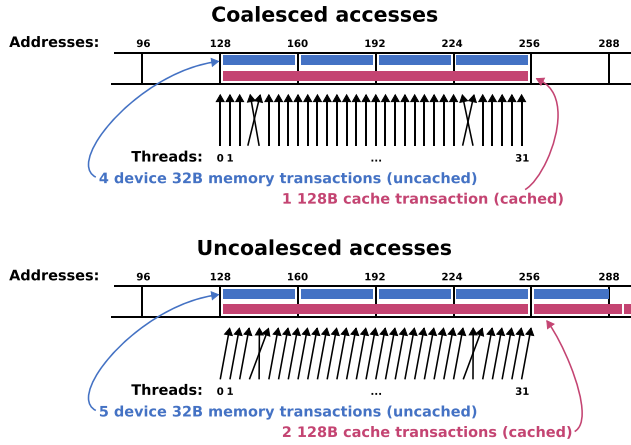 Coalesced accesses
Addresses: 96 128 160 192 224 256 288
Threads: 0 1 ... 31
4 device 32B memory transactions (uncached)
1 128B cache transaction (cached)
Uncoalesced accesses
Addresses: 96 128 160 192 224 256 288
Threads: 0 1 ... 31
5 device 32B memory transactions (uncached)
2 128B cache transactions (cached)